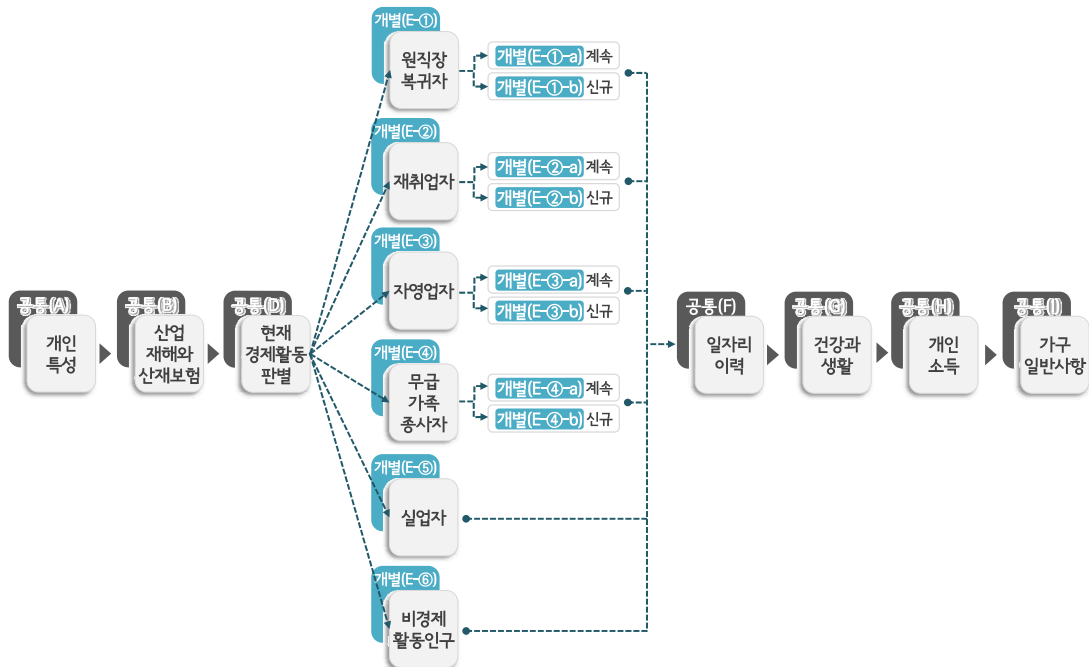 공통(A)
개인
특성
공통(B)
산업
재해와
산재보험
공통(D)
현재
경제활동
판별
개별(E-①)
원직장
복귀자
개별(E-①-a) 계속
개별(E-①-b) 신규
개별(E-②)
재취업자
개별(E-②-a) 계속
개별(E-②-b) 신규
개별(E-③)
자영업자
개별(E-③-a) 계속
개별(E-③-b) 신규
개별(E-④)
무급
가족
종사자
개별(E-④-a) 계속
개별(E-④-b) 신규
개별(E-⑤)
실업자
개별(E-⑥)
비경제
활동인구
공통(F)
일자리
이력
공통(G)
건강과
생활
공통(H)
개인
소득
공통(I)
가구
일반사항